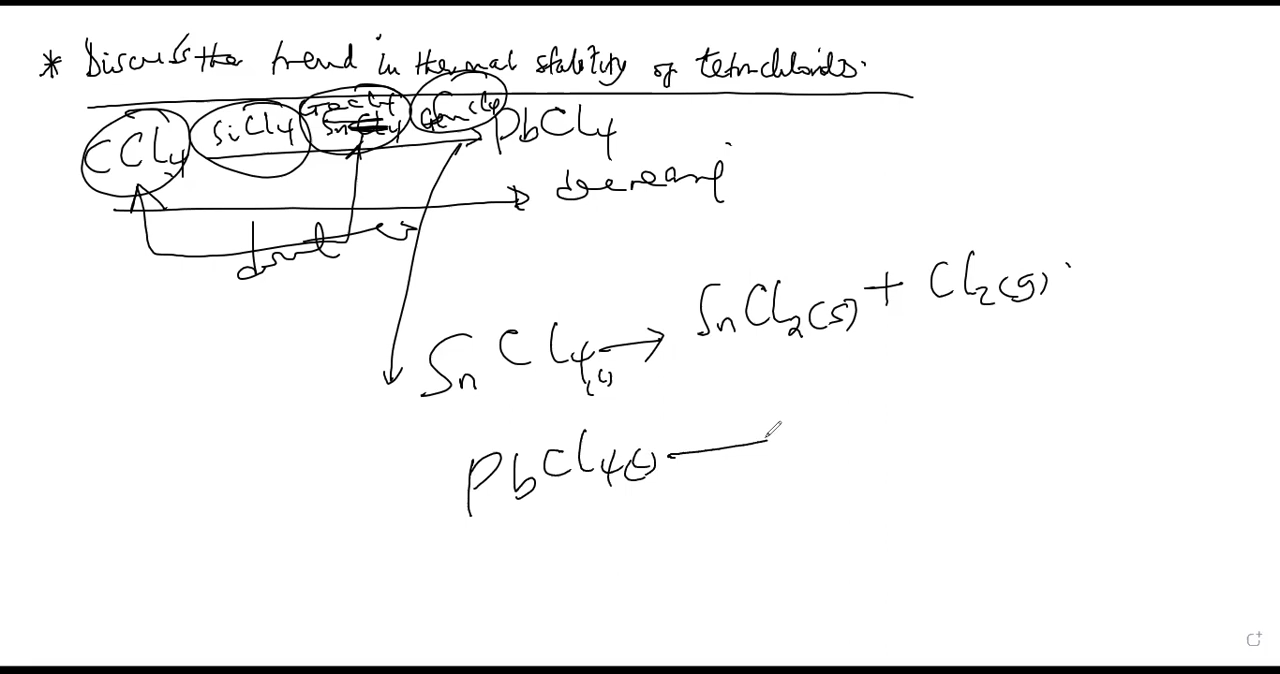 * Discuss the trend in thermal stability of tetrachlorides.
CCl4 SiCl4 GeCl4 SnCl4 PbCl4
decreasing
SnCl4(l) → SnCl2(s) + Cl2(g).
PbCl4(l)